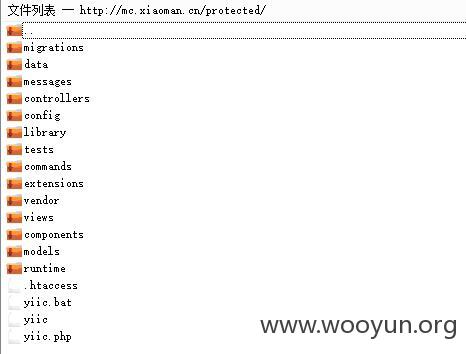 文件列表 — http://mc.xiaoman.cn/protected/
..
migrations
data
messages
controllers
config
library
tests
commands
extensions
vendor
views
components
models
runtime
.htaccess
yiic.bat
yiic
yiic.php
www.wooyun.org